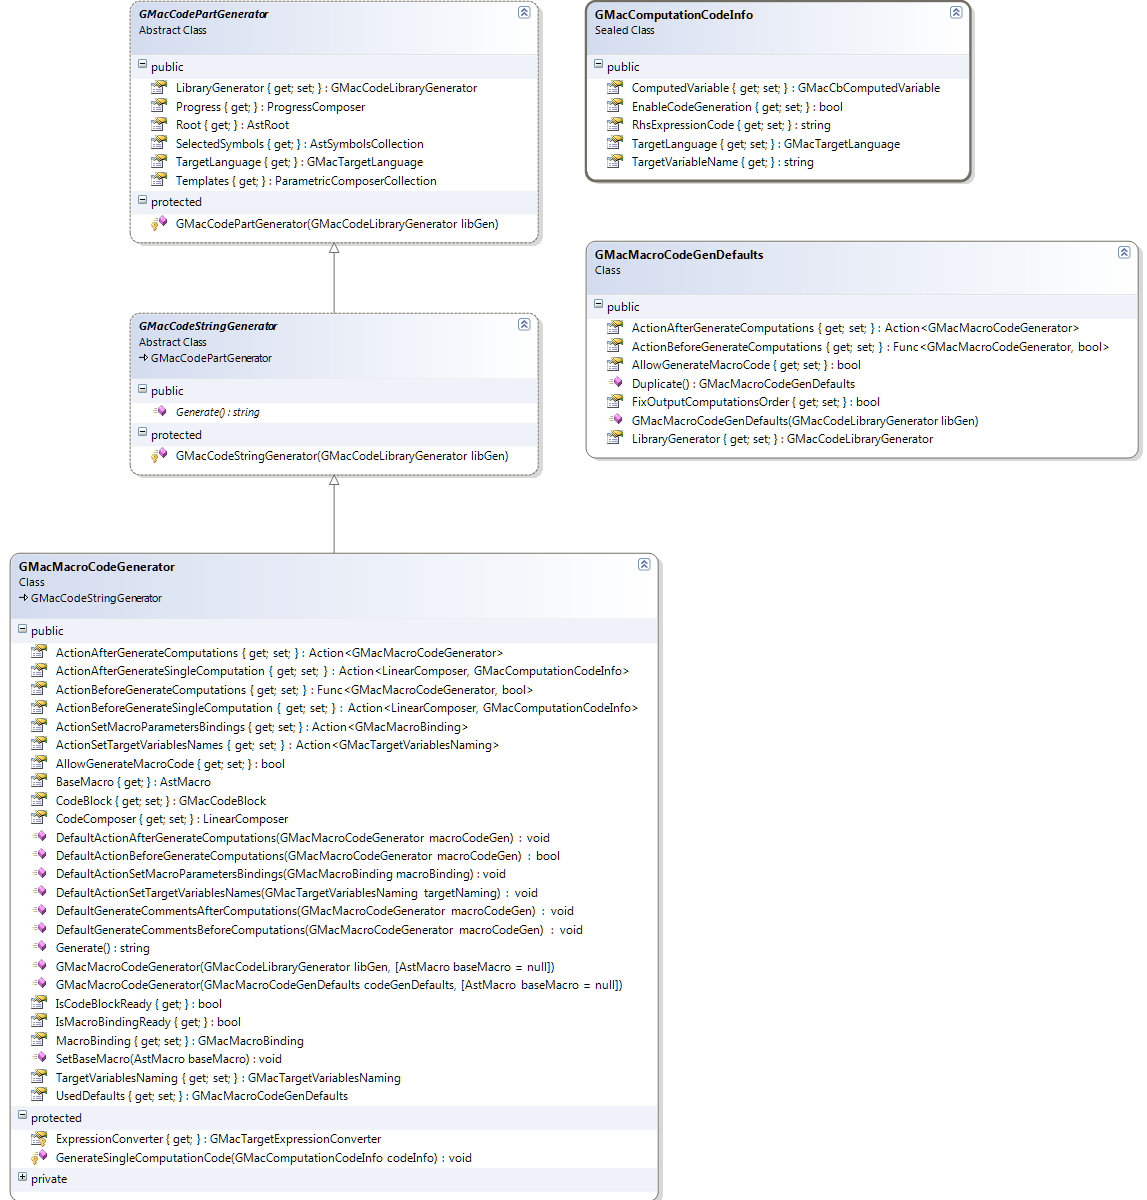 GMacCodePartGenerator
Abstract Class
public
LibraryGenerator { get; set; } : GMacCodeLibraryGenerator
Progress { get; } : ProgressComposer
Root { get; } : AstRoot
SelectedSymbols { get; } : AstSymbolsCollection
TargetLanguage { get; } : GMacTargetLanguage
Templates { get; } : ParametricComposerCollection
protected
GMacCodePartGenerator(GMacCodeLibraryGenerator libGen)
GMacComputationCodeInfo
Sealed Class
public
ComputedVariable { get; set; } : GMacCbComputedVariable
EnableCodeGeneration { get; set; } : bool
RhsExpressionCode { get; set; } : string
TargetLanguage { get; set; } : GMacTargetLanguage
TargetVariableName { get; } : string
GMacMacroCodeGenDefaults
Class
public
ActionAfterGenerateComputations { get; set; } : Action<GMacMacroCodeGenerator>
ActionBeforeGenerateComputations { get; set; } : Func<GMacMacroCodeGenerator, bool>
AllowGenerateMacroCode { get; set; } : bool
Duplicate() : GMacMacroCodeGenDefaults
FixOutputComputationsOrder { get; set; } : bool
GMacMacroCodeGenDefaults(GMacCodeLibraryGenerator libGen)
LibraryGenerator { get; set; } : GMacCodeLibraryGenerator
GMacCodeStringGenerator
Abstract Class
GMacCodePartGenerator
public
Generate() : string
protected
GMacCodeStringGenerator(GMacCodeLibraryGenerator libGen)
GMacMacroCodeGenerator
Class
GMacCodeStringGenerator
public
ActionAfterGenerateComputations { get; set; } : Action<GMacMacroCodeGenerator>
ActionAfterGenerateSingleComputation { get; set; } : Action<LinearComposer, GMacComputationCodeInfo>
ActionBeforeGenerateComputations { get; set; } : Func<GMacMacroCodeGenerator, bool>
ActionBeforeGenerateSingleComputation { get; set; } : Action<LinearComposer, GMacComputationCodeInfo>
ActionSetMacroParametersBindings { get; set; } : Action<GMacMacroBinding>
ActionSetTargetVariablesNames { get; set; } : Action<GMacTargetVariablesNaming>
AllowGenerateMacroCode { get; set; } : bool
BaseMacro { get; } : AstMacro
CodeBlock { get; set; } : GMacCodeBlock
CodeComposer { get; set; } : LinearComposer
DefaultActionAfterGenerateComputations(GMacMacroCodeGenerator macroCodeGen) : void
DefaultActionBeforeGenerateComputations(GMacMacroCodeGenerator macroCodeGen) : bool
DefaultActionSetMacroParametersBindings(GMacMacroBinding macroBinding) : void
DefaultActionSetTargetVariablesNames(GMacTargetVariablesNaming targetNaming) : void
DefaultGenerateCommentsAfterComputations(GMacMacroCodeGenerator macroCodeGen) : void
DefaultGenerateCommentsBeforeComputations(GMacMacroCodeGenerator macroCodeGen) : void
Generate() : string
GMacMacroCodeGenerator(GMacCodeLibraryGenerator libGen, [AstMacro baseMacro = null])
GMacMacroCodeGenerator(GMacMacroCodeGenDefaults codeGenDefaults, [AstMacro baseMacro = null])
IsCodeBlockReady { get; } : bool
IsMacroBindingReady { get; } : bool
MacroBinding { get; set; } : GMacMacroBinding
SetBaseMacro(AstMacro baseMacro) : void
TargetVariablesNaming { get; set; } : GMacTargetVariablesNaming
UsedDefaults { get; set; } : GMacMacroCodeGenDefaults
protected
ExpressionConverter { get; } : GMacTargetExpressionConverter
GenerateSingleComputationCode(GMacComputationCodeInfo codeInfo) : void
private